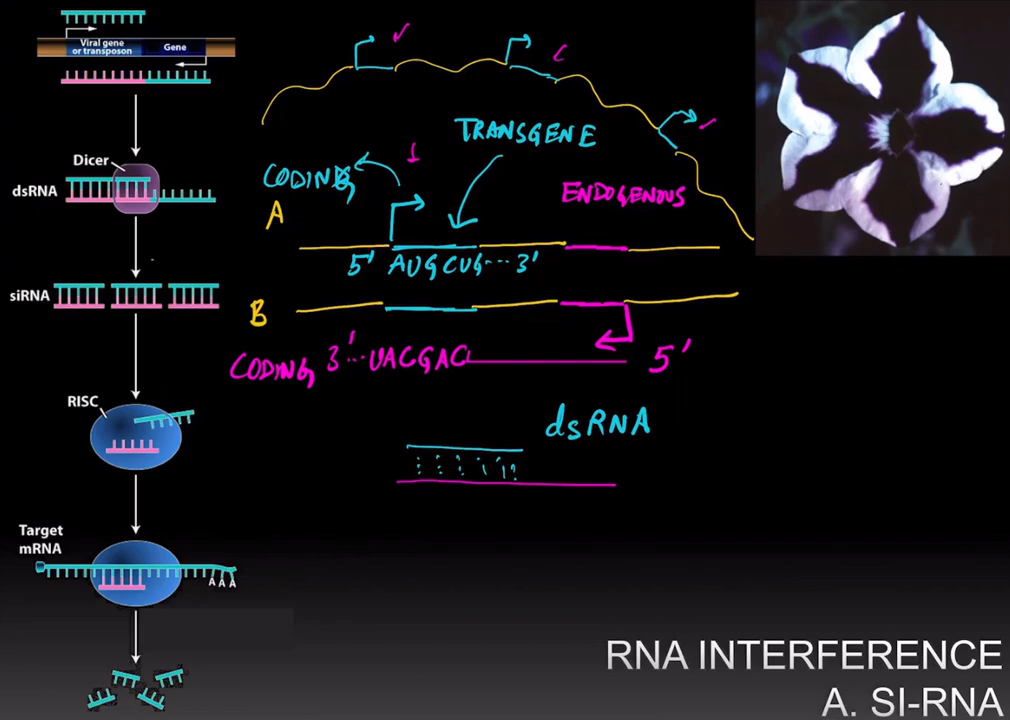 Viral gene
or transposon
Gene
Dicer
dsRNA
siRNA
RISC
Target
mRNA
A A A
TRANSGENE
CODING
1
ENDOGENOUS
A
5' AUGCUG... 3'
B
CODING 3'...UACGAC
5'
dsRNA
RNA INTERFERENCE
A. SI-RNA